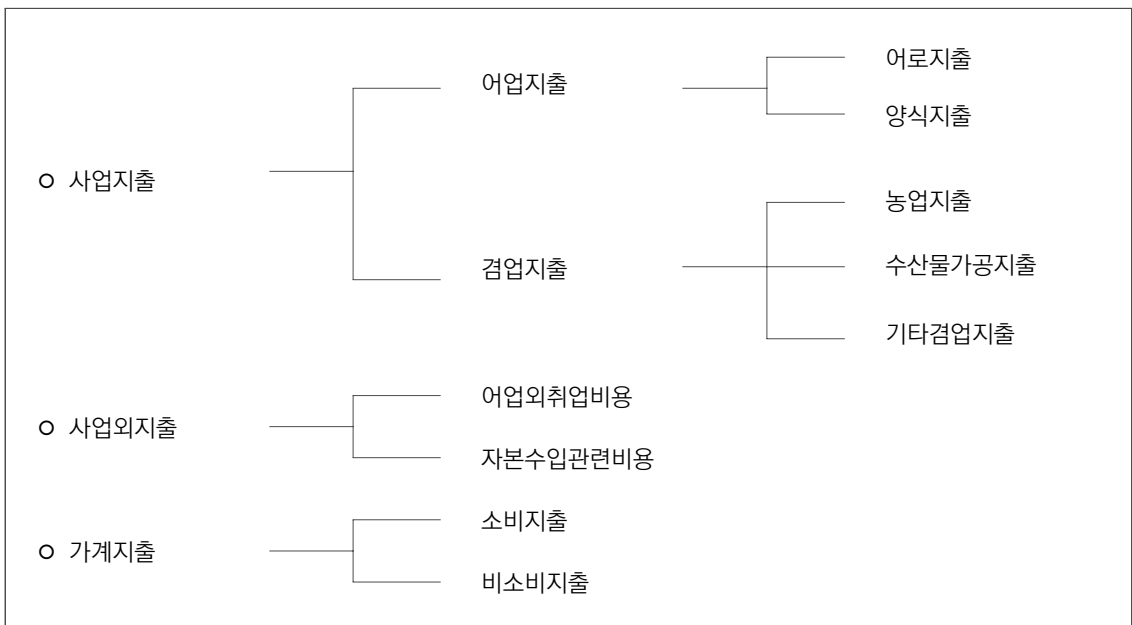 어로지출
어업지출
양식지출
○ 사업지출
농업지출
겸업지출
수산물가공지출
기타겸업지출
어업외취업비용
○ 사업외지출
자본수입관련비용
소비지출
○ 가계지출
비소비지출